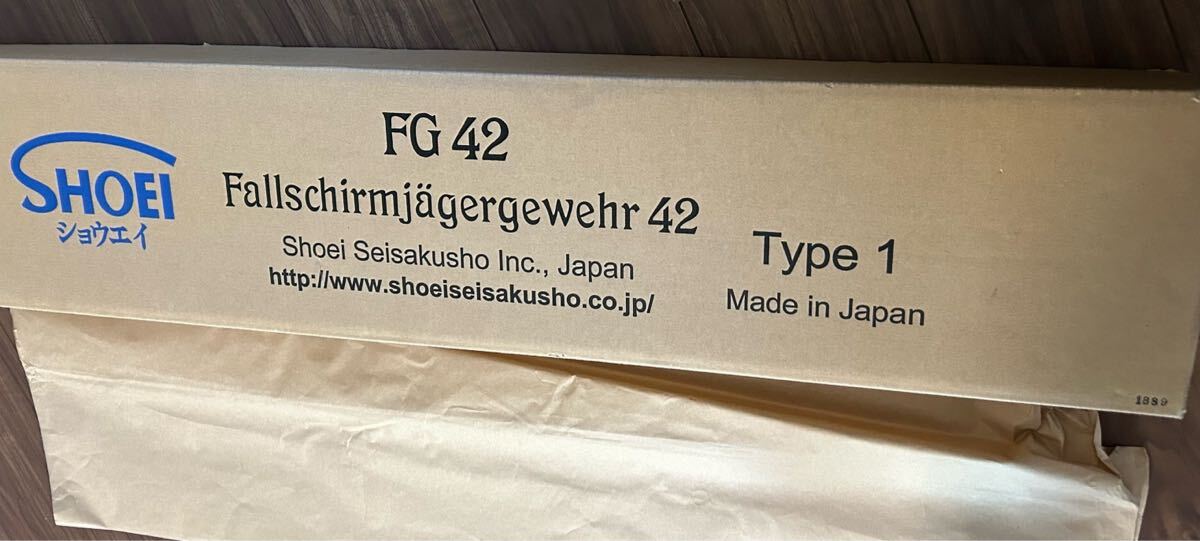 SHOEI
ショウエイ
FG 42
Fallschirmjägergewehr 42
Shoei Seisakusho Inc., Japan
http://www.shoeiseisakusho.co.jp/
Type 1
Made in Japan
1889